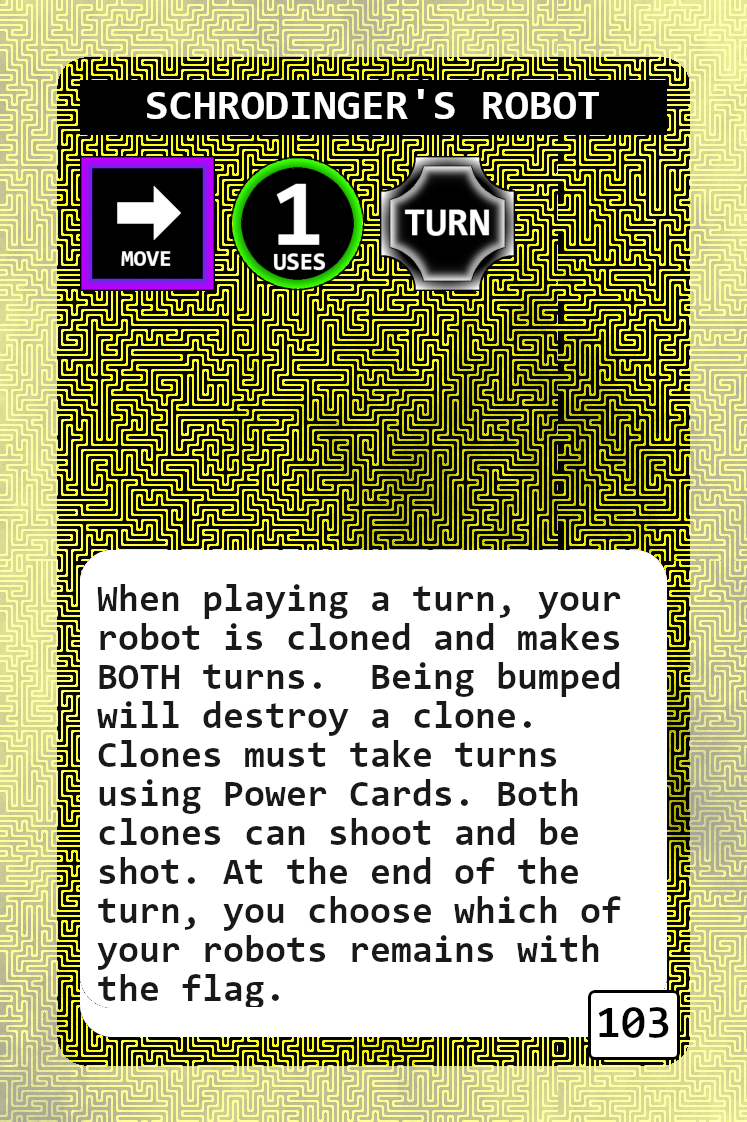 SCHRODINGER'S ROBOT
MOVE
1
USES
TURN
When playing a turn, your
robot is cloned and makes
BOTH turns.  Being bumped
will destroy a clone.
Clones must take turns
using Power Cards. Both
clones can shoot and be
shot. At the end of the
turn, you choose which of
your robots remains with
the flag.
103